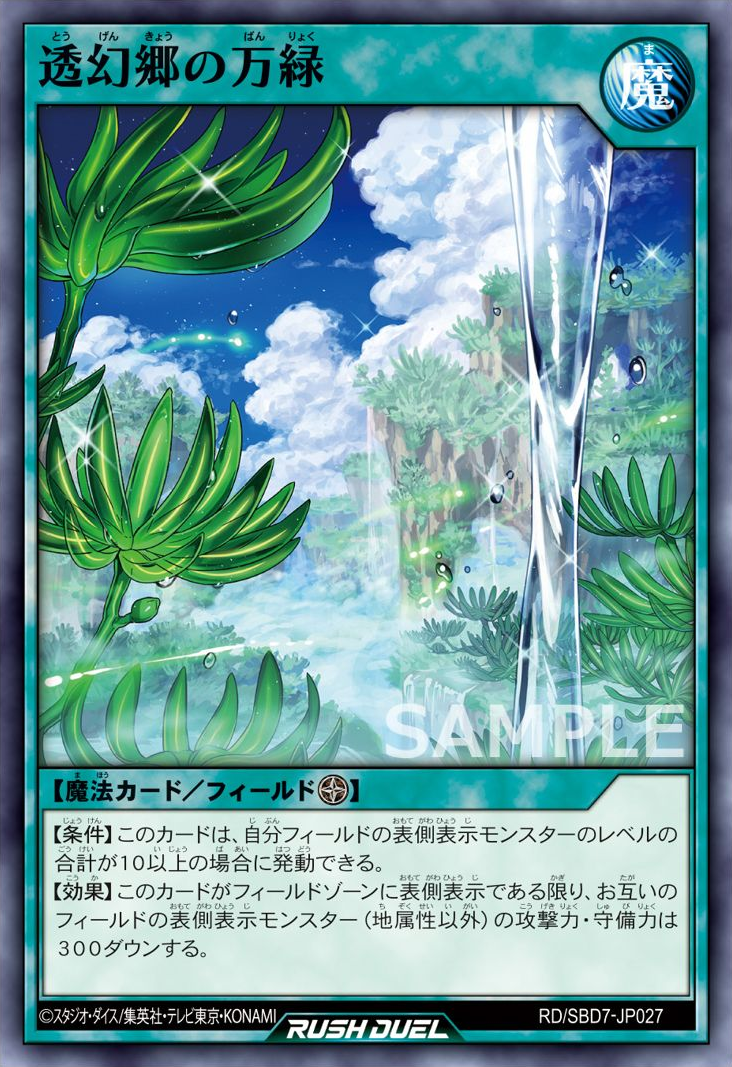 透幻郷の万緑
魔
SAMPLE
【魔法カード／フィールド】
【条件】このカードは、自分フィールドの表側表示モンスターのレベルの
合計が１０以上の場合に発動できる。
【効果】このカードがフィールドゾーンに表側表示である限り、お互いの
フィールドの表側表示モンスター（地属性以外）の攻撃力・守備力は
３００ダウンする。
©スタジオ・ダイス/集英社・テレビ東京・KONAMI
RUSH DUEL
RD/SBD7-JP027